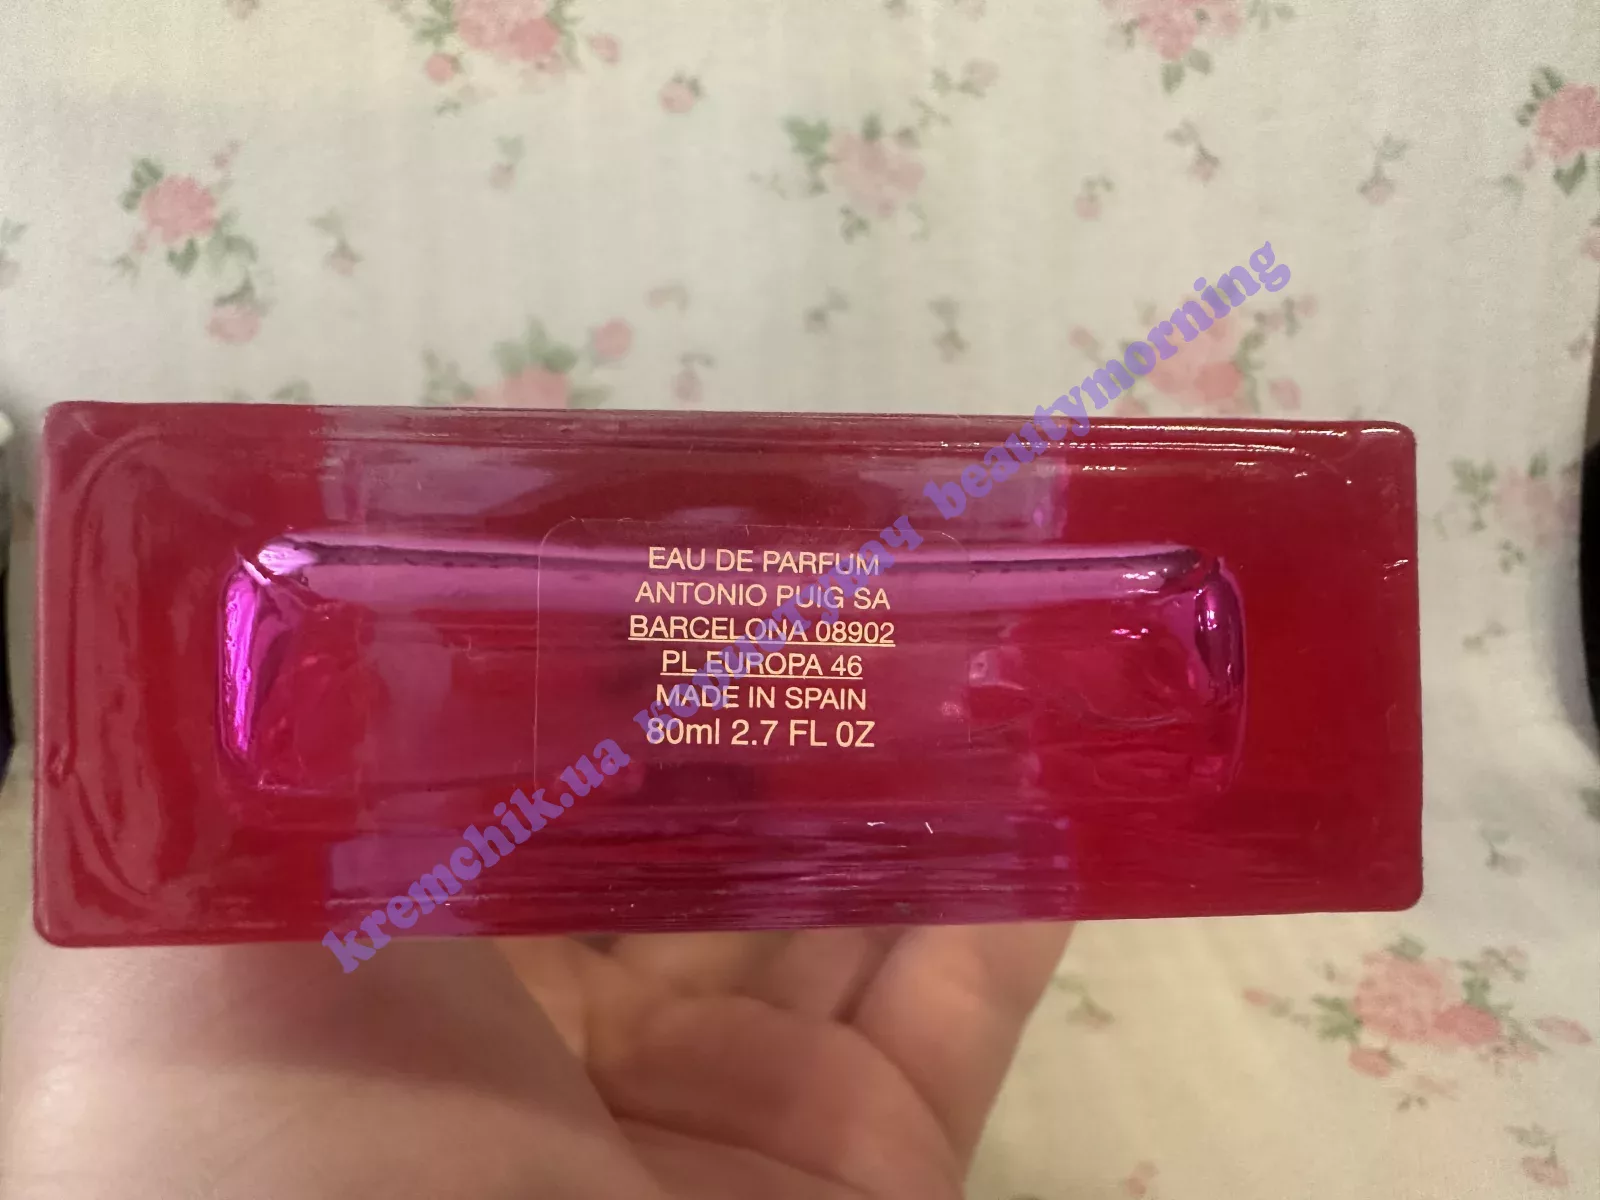 EAU DE PARFUM
ANTONIO PUIG SA
BARCELONA 08902
PL EUROPA 46
MADE IN SPAIN
80ml 2.7 FL 0Z
kremchik.ua користувач beautymorning